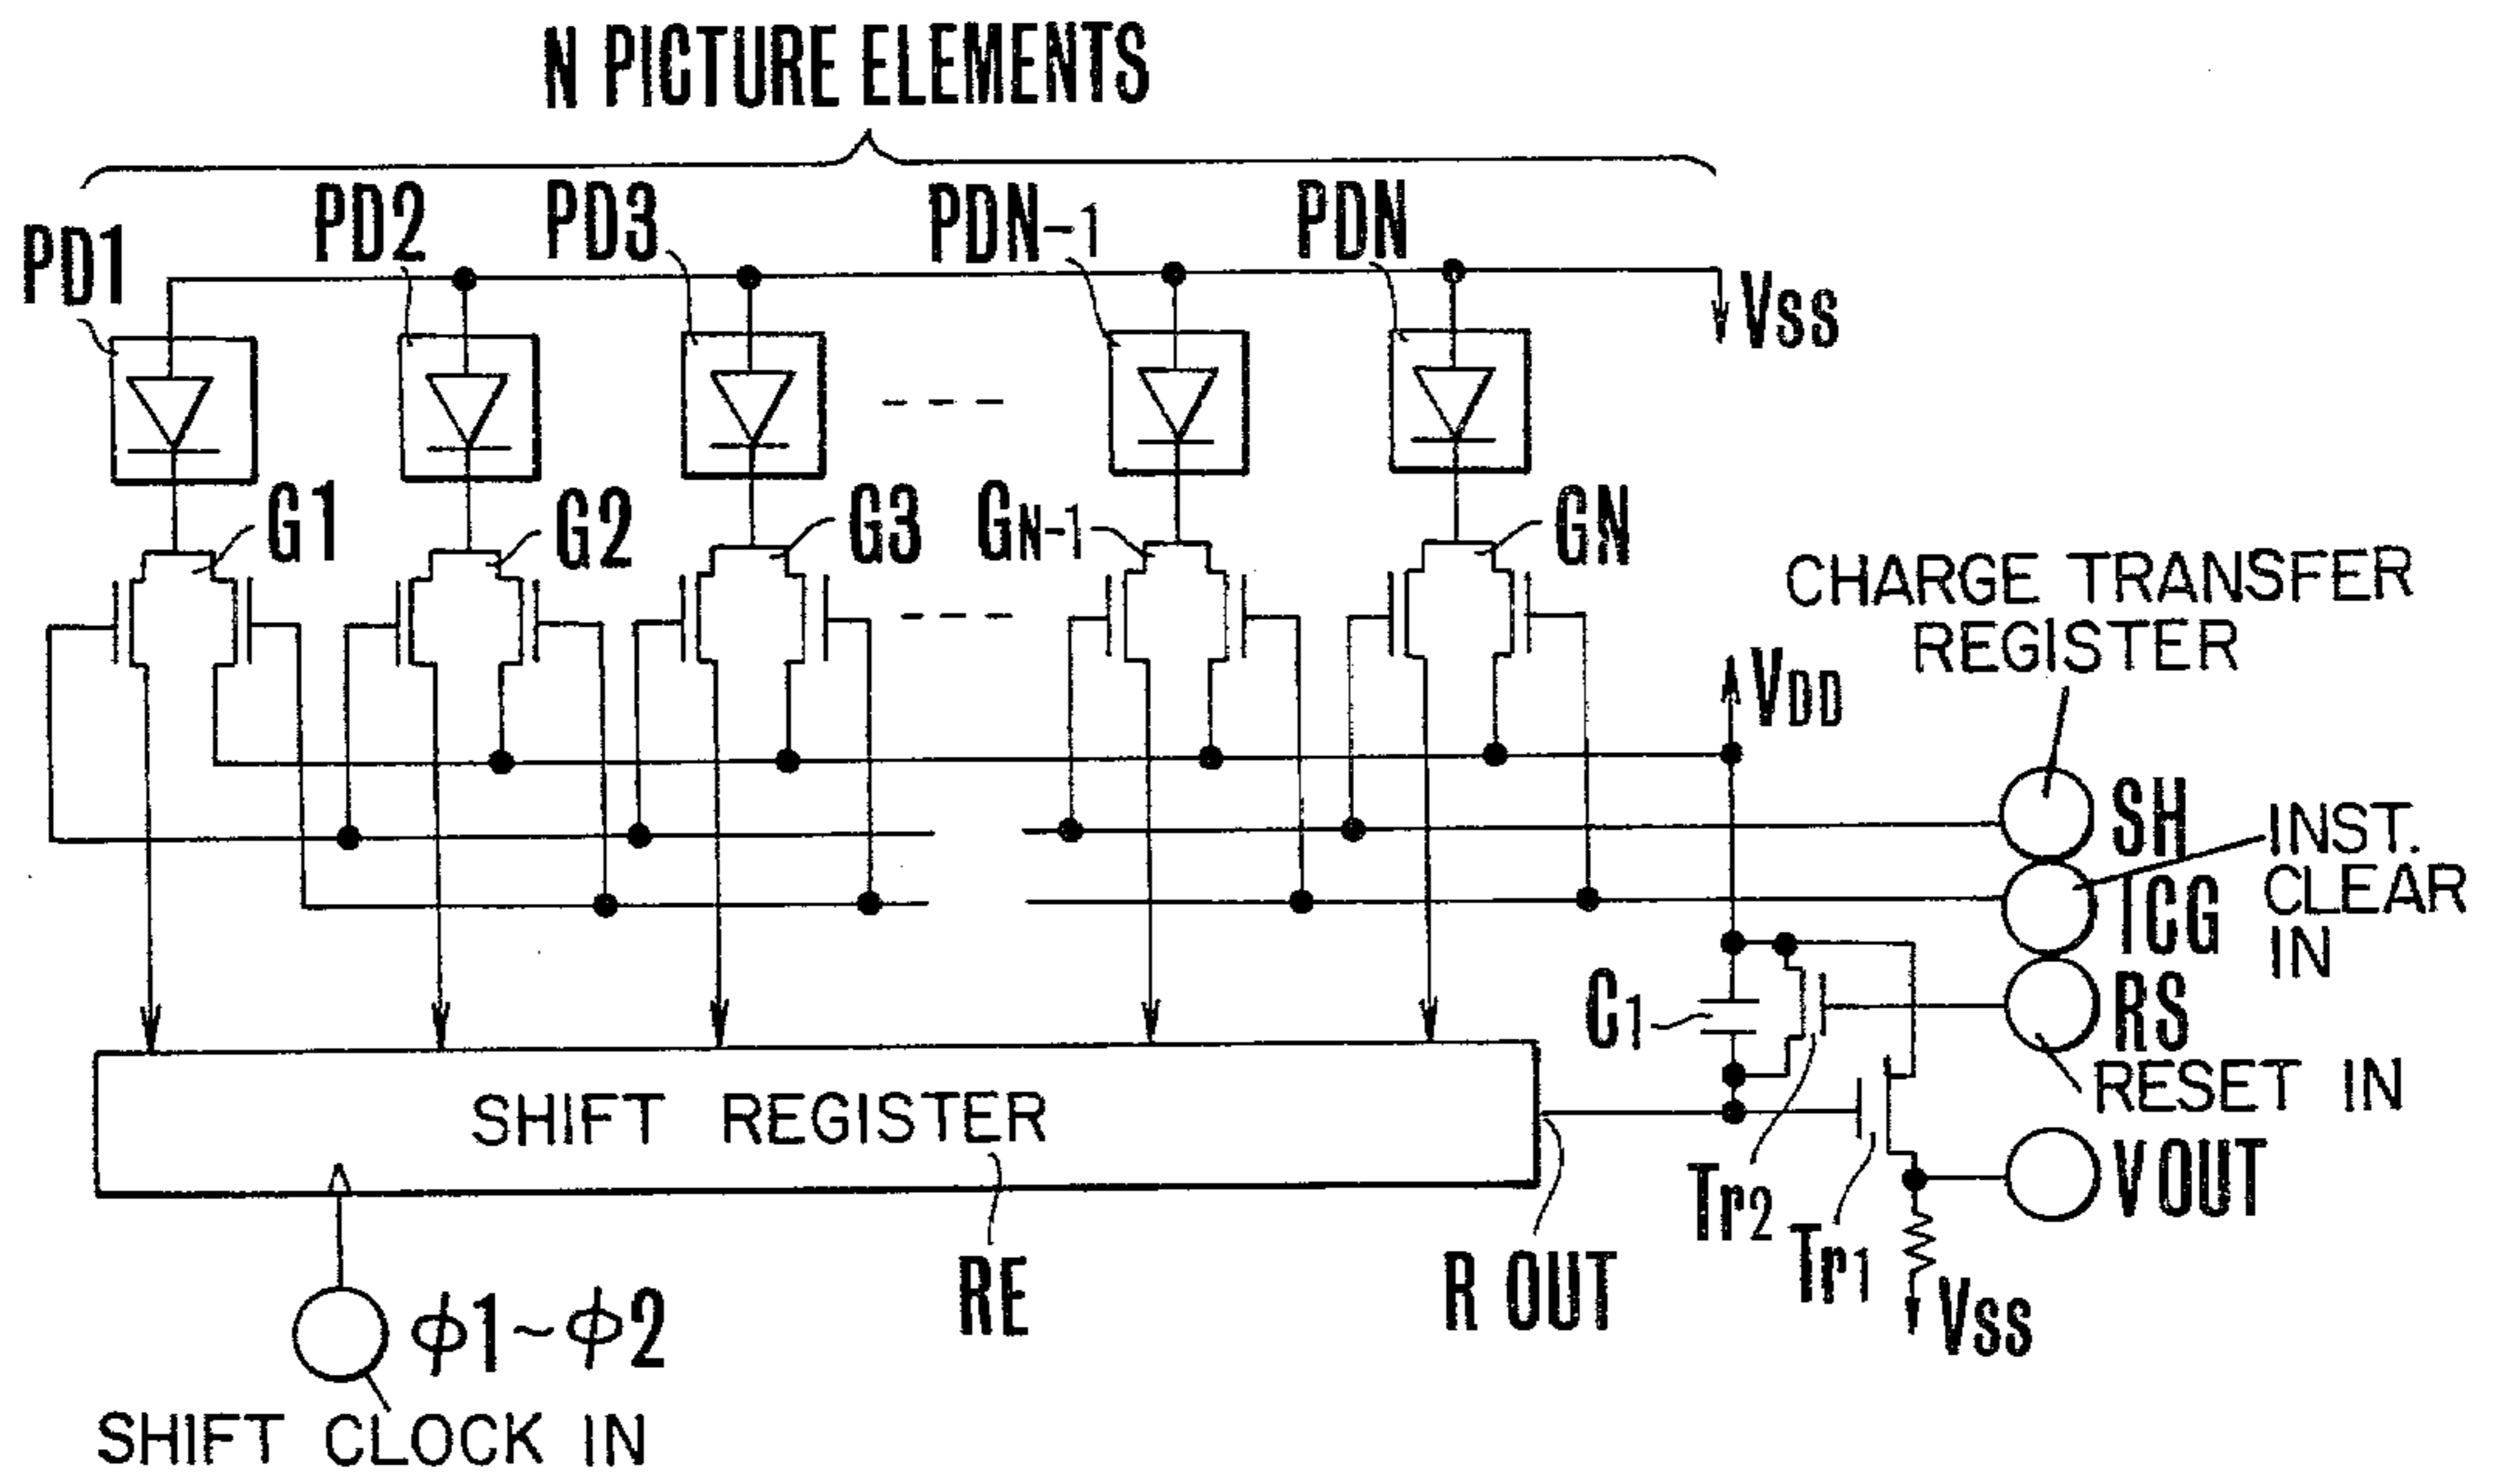 N PICTURE ELEMENTS
PD1
PD2
PD3
PDN-1
PDN
VSS
G1
G2
G3
GN-1
GN
CHARGE TRANSFER
REGISTER
VDD
SH
INST.
CLEAR
IN
ICG
C1
RS
RESET IN
SHIFT REGISTER
Tr2
Tr1
V OUT
RE
R OUT
VSS
φ1~φ2
SHIFT CLOCK IN